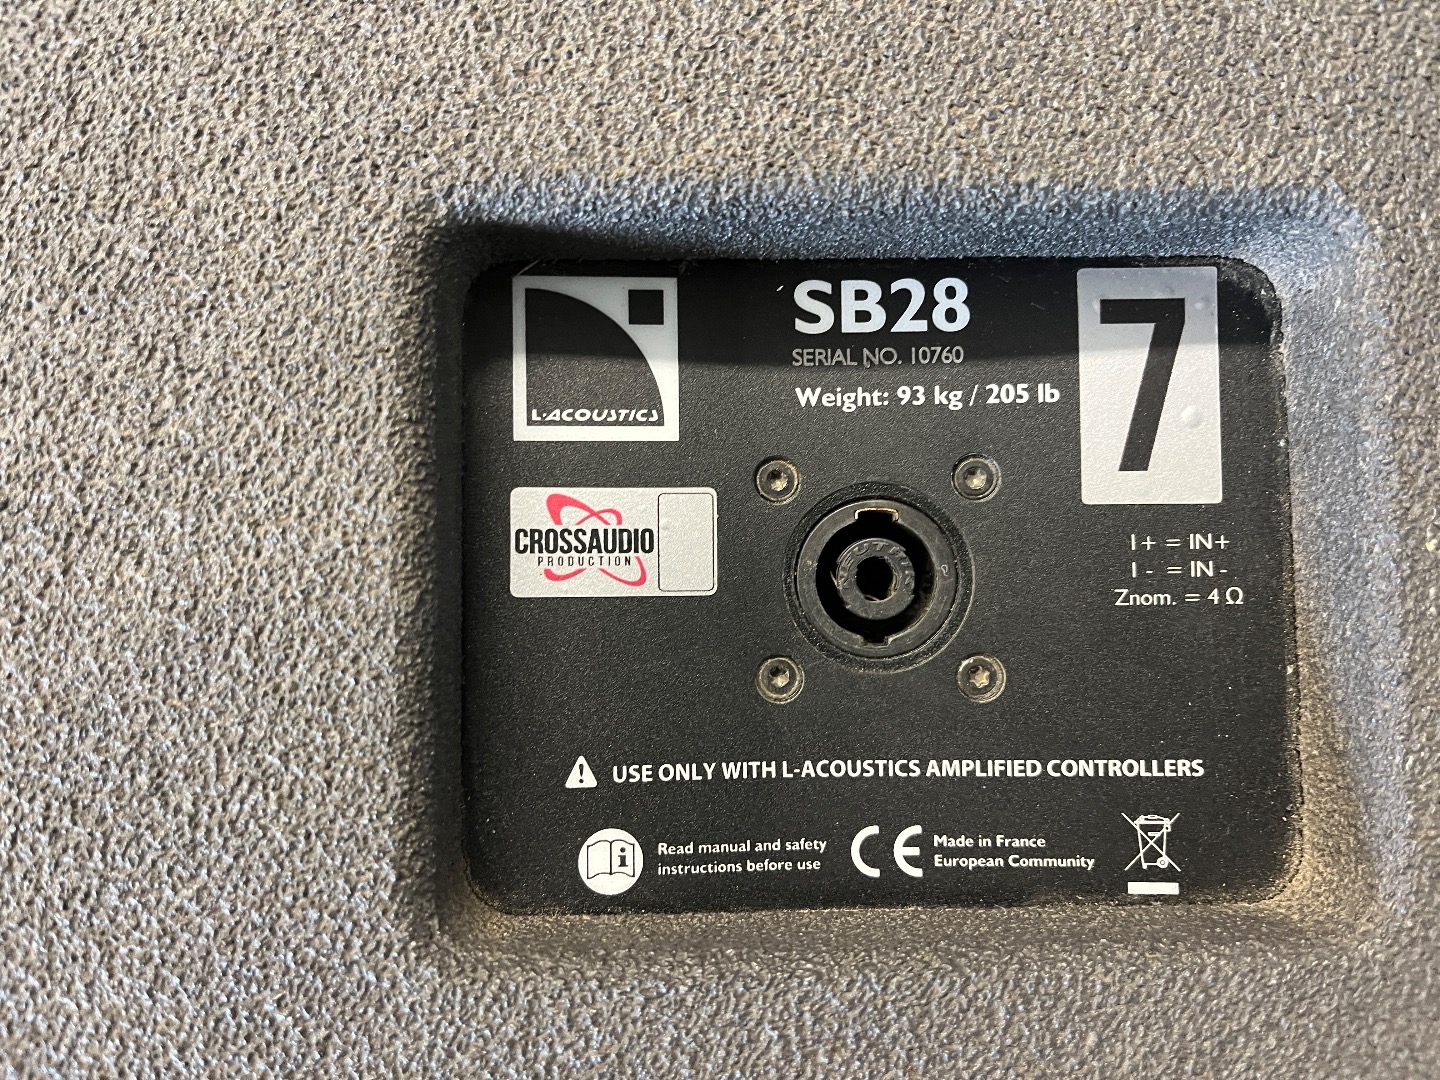 L-ACOUSTICS
SB28
SERIAL NO. 10760
Weight: 93 kg / 205 lb
7
CROSSAUDIO
PRODUCTION
1 + = IN+
1 - = IN -
Znom. = 4 Ω
USE ONLY WITH L-ACOUSTICS AMPLIFIED CONTROLLERS
Read manual and safety
instructions before use
CE
Made in France
European Community